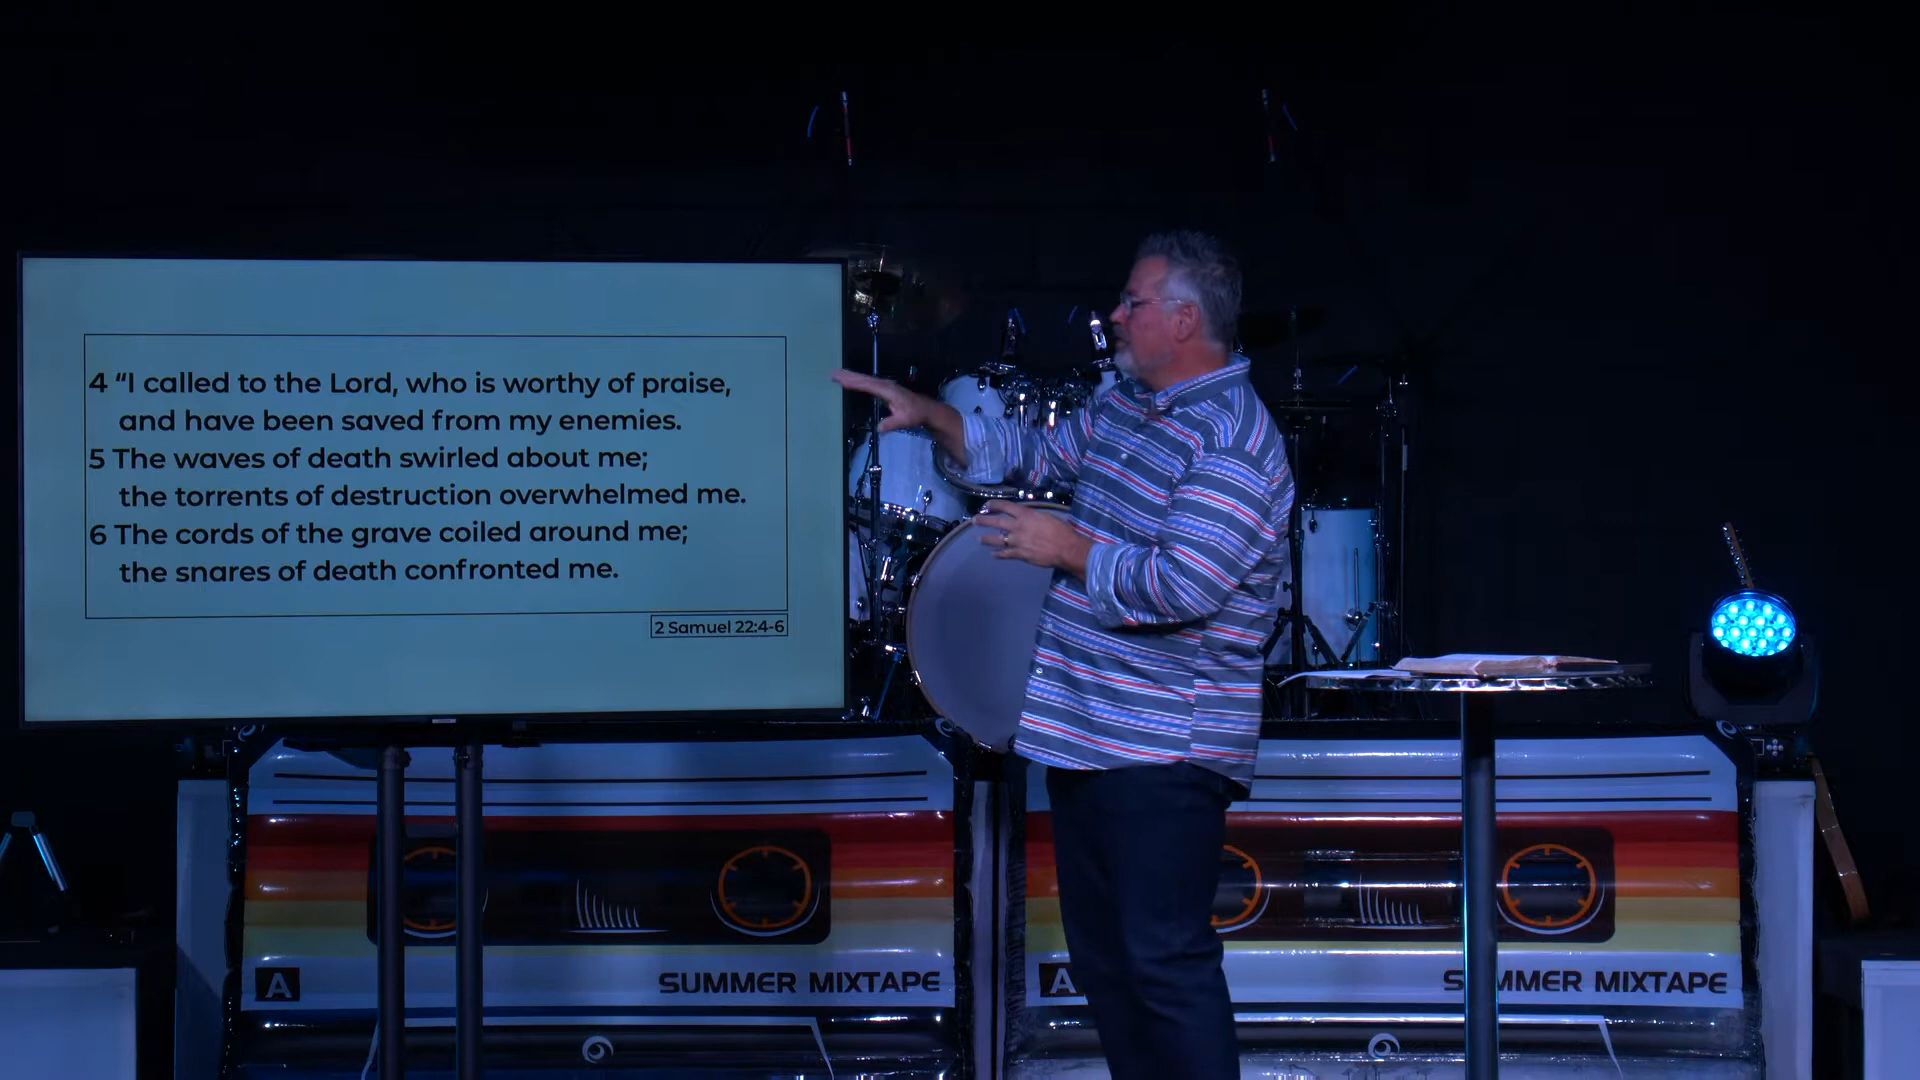 4 “I called to the Lord, who is worthy of praise,
and have been saved from my enemies.
5 The waves of death swirled about me;
the torrents of destruction overwhelmed me.
6 The cords of the grave coiled around me;
the snares of death confronted me.
2 Samuel 22:4-6
A
SUMMER MIXTAPE
A
SUMMER MIXTAPE